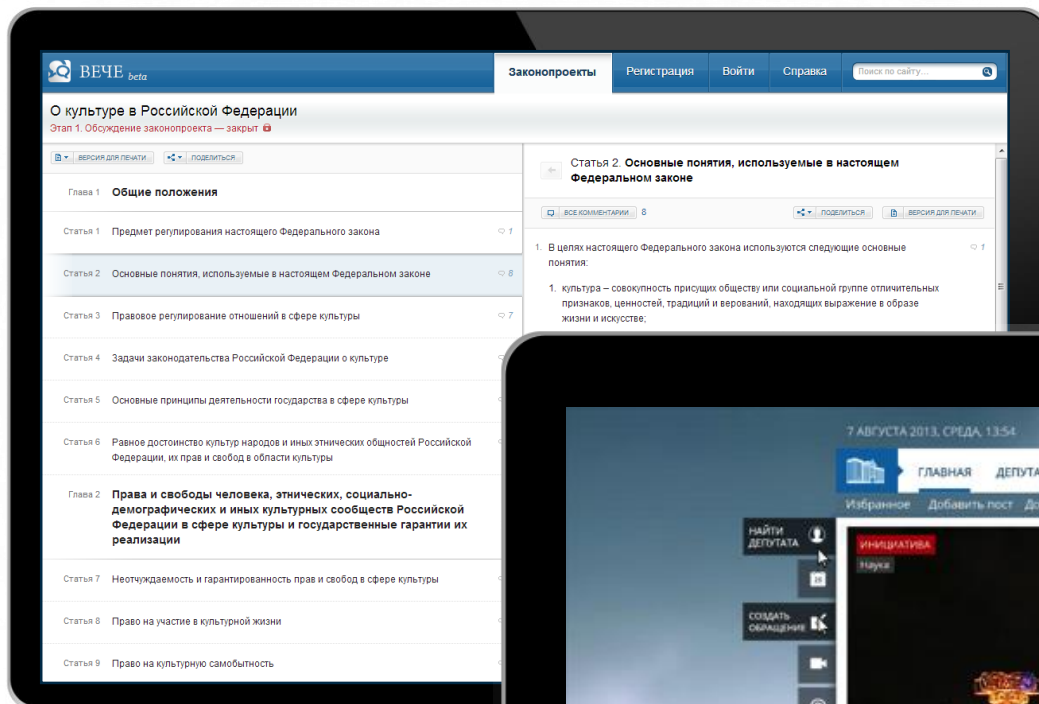 ВЕЧЕ beta
Законопроекты Регистрация Войти Справка Поиск по сайту...
О культуре в Российской Федерации
Этап 1. Обсуждение законопроекта — закрыт
ВЕРСИЯ ДЛЯ ПЕЧАТИ ПОДЕЛИТЬСЯ
Глава 1 Общие положения
Статья 1 Предмет регулирования настоящего Федерального закона 1
Статья 2 Основные понятия, используемые в настоящем Федеральном законе 8
Статья 3 Правовое регулирование отношений в сфере культуры 7
Статья 4 Задачи законодательства Российской Федерации о культуре
Статья 5 Основные принципы деятельности государства в сфере культуры
Статья 6 Равное достоинство культур народов и иных этнических общностей Российской
Федерации, их прав и свобод в области культуры
Глава 2 Права и свободы человека, этнических, социально-
демографических и иных культурных сообществ Российской
Федерации в сфере культуры и государственные гарантии их
реализации
Статья 7 Неотчуждаемость и гарантированность прав и свобод в сфере культуры
Статья 8 Право на участие в культурной жизни
Статья 9 Право на культурную самобытность
Статья 2. Основные понятия, используемые в настоящем
Федеральном законе
ВСЕ КОММЕНТАРИИ 8 ПОДЕЛИТЬСЯ ВЕРСИЯ ДЛЯ ПЕЧАТИ
1. В целях настоящего Федерального закона используются следующие основные 1
понятия:
1. культура – совокупность присущих обществу или социальной группе отличительных
признаков, ценностей, традиций и верований, находящих выражение в образе
жизни и искусстве;
7 АВГУСТА 2013, СРЕДА, 13:54
ГЛАВНАЯ ДЕПУТА
Избранное Добавить пост До
НАЙТИ
ДЕПУТАТА
ИНИЦИАТИВА
Наука
СОЗДАТЬ
ОБРАЩЕНИЕ